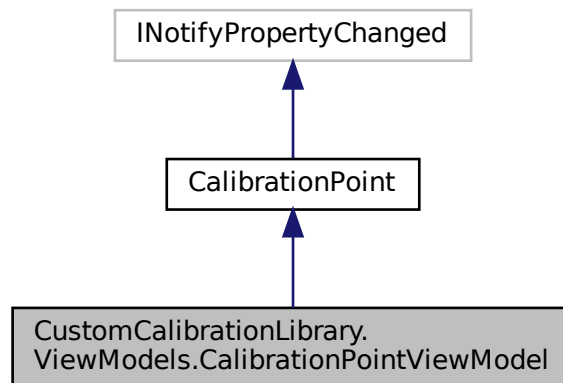 INotifyPropertyChanged
CalibrationPoint
CustomCalibrationLibrary.
ViewModels.CalibrationPointViewModel